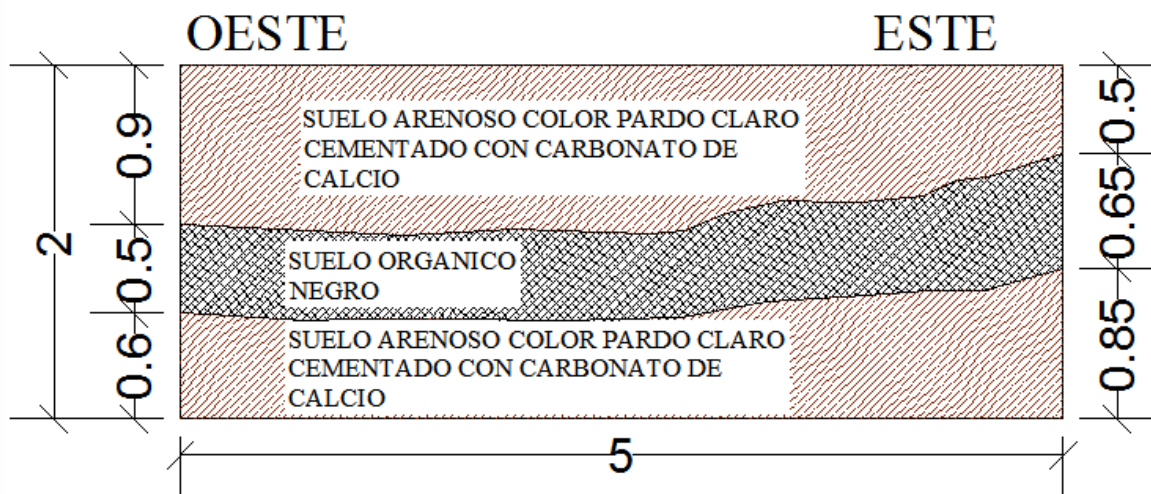 OESTE ESTE
SUELO ARENOSO COLOR PARDO CLARO
CEMENTADO CON CARBONATO DE
CALCIO
SUELO ORGANICO
NEGRO
SUELO ARENOSO COLOR PARDO CLARO
CEMENTADO CON CARBONATO DE
CALCIO
2
0.9
0.5
0.6
0.5
0.65
0.85
5